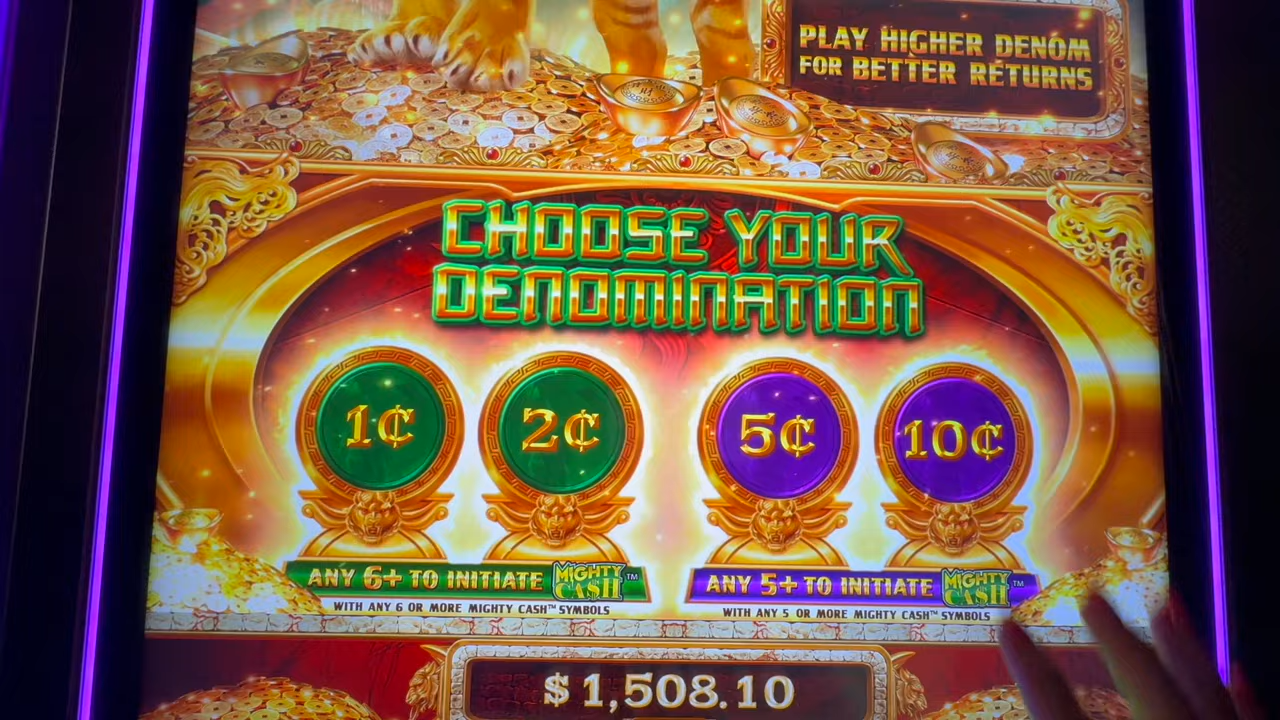 PLAY HIGHER DENOM
FOR BETTER RETURNS
CHOOSE YOUR
DENOMINATION
1¢
2¢
5¢
10¢
ANY 6+ TO INITIATE MIGHTY CASH™
WITH ANY 6 OR MORE MIGHTY CASH™ SYMBOLS
ANY 5+ TO INITIATE MIGHTY CASH™
WITH ANY 5 OR MORE MIGHTY CASH™ SYMBOLS
$1,508.10